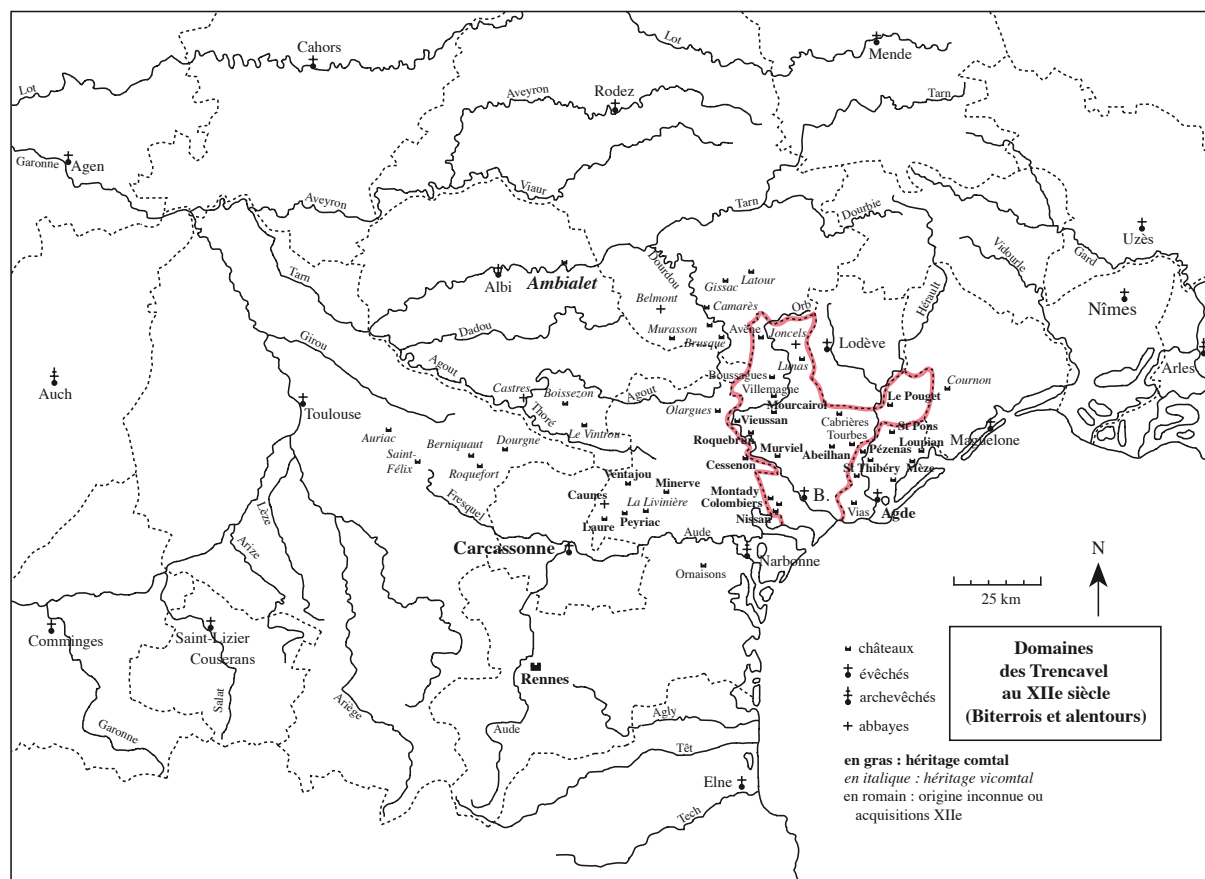 Cahors
Lot
Mende
Lot
Aveyron
Rodez
Tarn
Garonne
Agen
Viaur
Aveyron
Tarn
Dourbie
Uzès
Vidourle
Gard
Tarn
Albi
Ambialet
Dourdou
Gissac
Latour
Hérault
Nîmes
Belmont
Camarès
Orb
Dadou
Murasson
Brusque
Avène
Joncels
Lodève
Girou
Arles
Lunas
Agout
Boussagues
Cournon
Auch
Castres
Boissezon
Agout
Villemagne
Le Pouget
Toulouse
Thoré
Olargues
Mourcairol
Vieussan
Cabrières
St Pons
Maguelone
Auriac
Berniquaut
Dourgne
Le Vintrou
Roquebrun
Tourbes
Loupian
Saint-
Félix
Roquefort
Murviel
Abeilhan
Pézenas
Cessenon
St Thibéry
Mèze
Ventajou
Minerve
Caunes
La Livinière
Montady
B.
Colombiers
Vias
Agde
Fresquel
Laure
Peyriac
Nissan
Lèze
Arize
Carcassonne
Aude
Narbonne
Ornaisons
N
25 km
Comminges
Saint-Lizier
Couserans
Salat
Rennes
Ariège
Garonne
Aude
Agly
Têt
Elne
Tech
châteaux
évêchés
archevêchés
abbayes
Domaines
des Trencavel
au XIIe siècle
(Biterrois et alentours)
en gras : héritage comtal
en italique : héritage vicomtal
en romain : origine inconnue ou
acquisitions XIIe